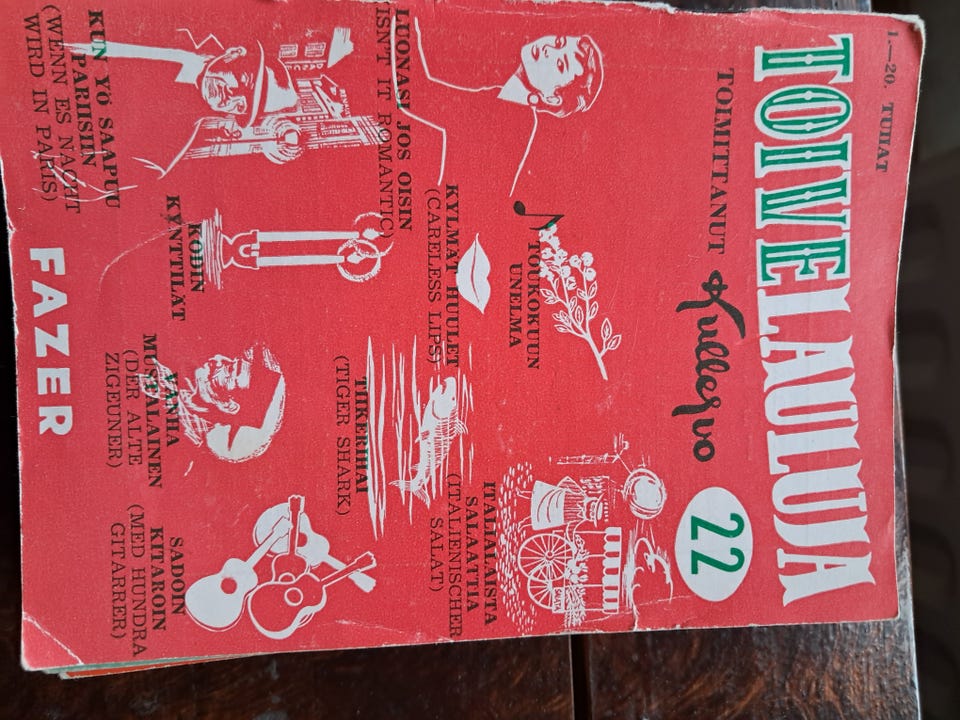 1—20. TUHAT
TOIVELAULUJA
TOIMITTANUT Kullervo
22
TOUKOKUUN
UNELMA
ITALIALAISTA
SALAATTIA
(ITALIENISCHER
SALAT)
SALATIA
LUONASI JOS OISIN
(ISN'T IT ROMANTIC)
KYLMÄT HUULET
(CARELESS LIPS)
TIIKERIHAI
(TIGER SHARK)
KODIN
KYNTTILÄT
KUN YÖ SAAPUU
PARIISIIN
(WENN ES NACHT
WIRD IN PARIS)
VANHA
MUSTALAINEN
(DER ALTE
ZIGEUNER)
SADOIN
KITAROIN
(MED HUNDRA
GITARRER)
FAZER